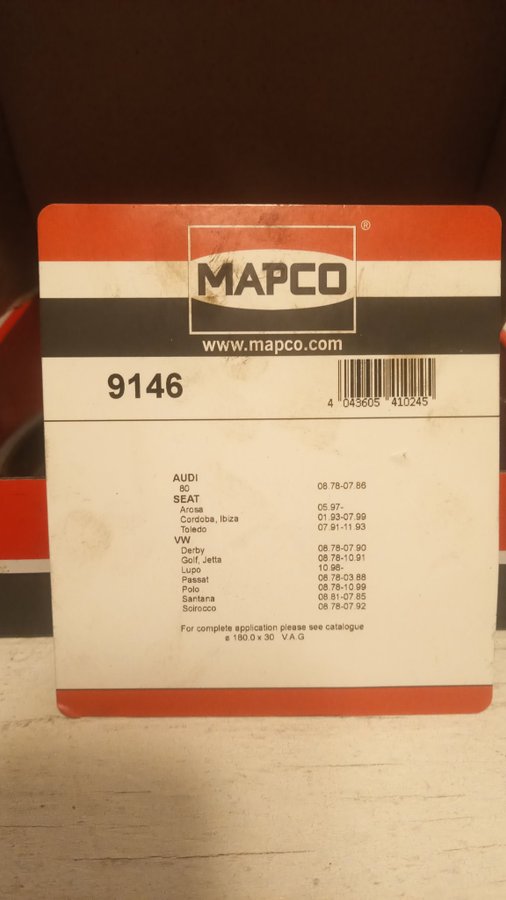 ®
MAPCO
www.mapco.com
9146
4 043605 410245
AUDI
80 08.78-07.86
SEAT
Arosa 05.97-
Cordoba, Ibiza 01.93-07.99
Toledo 07.91-11.93
VW
Derby 08.78-07.90
Golf, Jetta 08.78-10.91
Lupo 10.98-
Passat 08.78-03.88
Polo 08.78-10.99
Santana 08.81-07.85
Scirocco 08.78-07.92
For complete application please see catalogue
ø 180.0 x 30 V.A.G